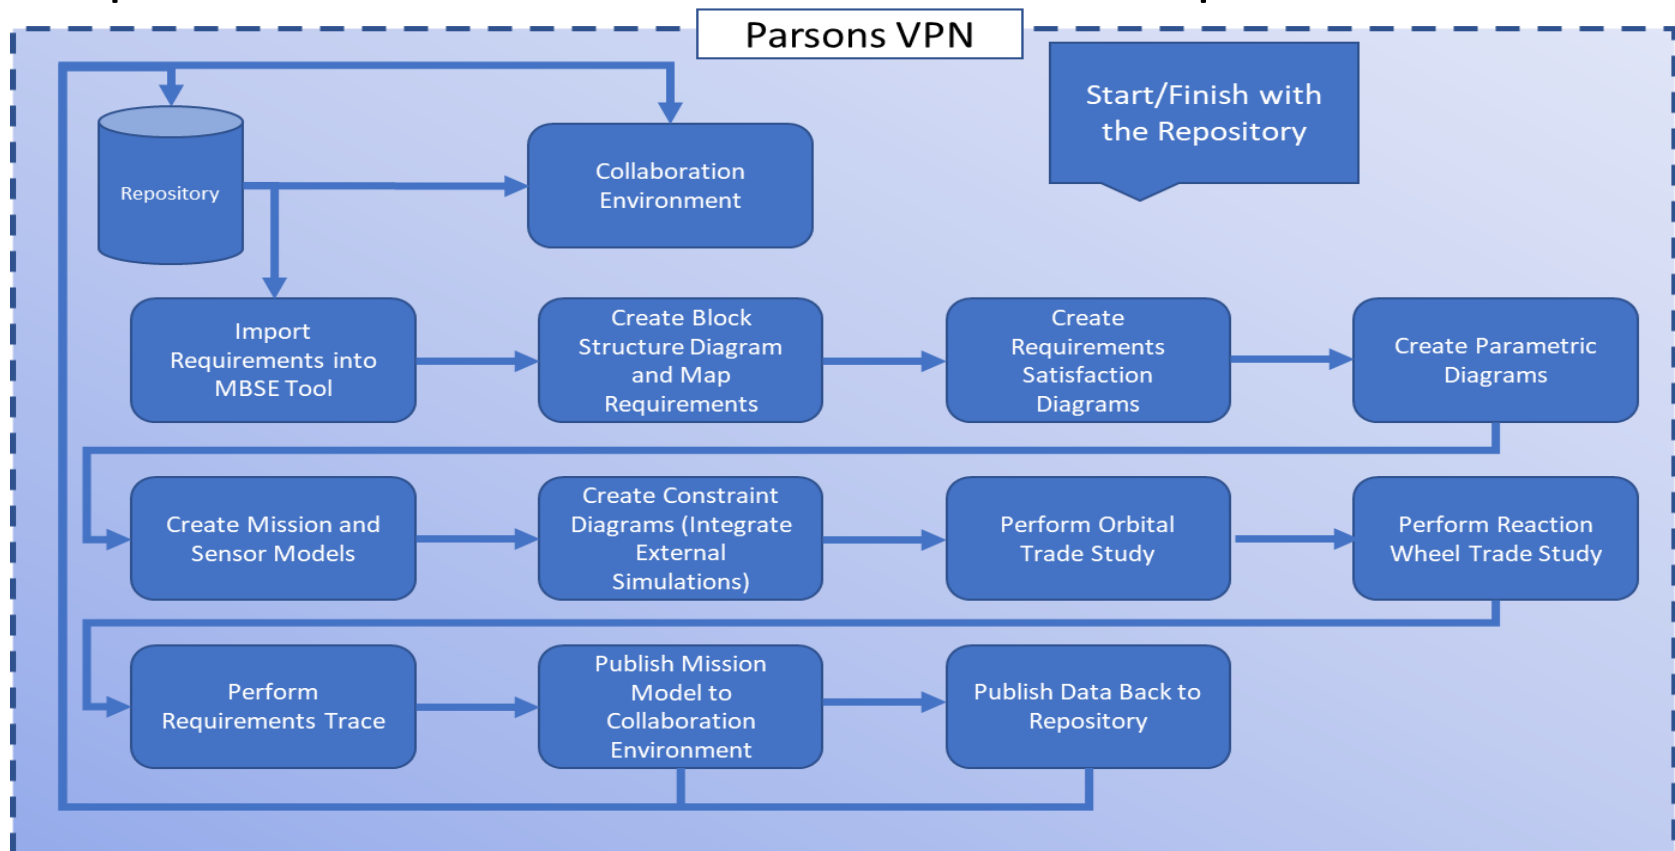 Parsons VPN
Start/Finish with
the Repository
Repository
Collaboration
Environment
Import
Requirements into
MBSE Tool
Create Block
Structure Diagram
and Map
Requirements
Create
Requirements
Satisfaction
Diagrams
Create Parametric
Diagrams
Create Mission and
Sensor Models
Create Constraint
Diagrams (Integrate
External
Simulations)
Perform Orbital
Trade Study
Perform Reaction
Wheel Trade Study
Perform
Requirements Trace
Publish Mission
Model to
Collaboration
Environment
Publish Data Back to
Repository